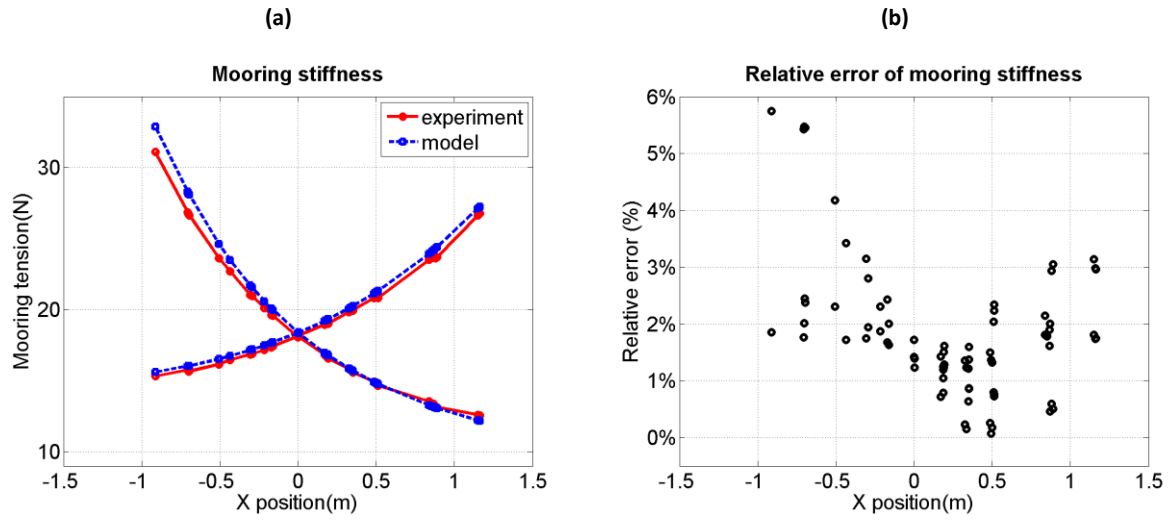 (a)
Mooring stiffness
experiment
model
30
20
10
Mooring tension(N)
-1.5 -1 -0.5 0 0.5 1 1.5
X position(m)
(b)
Relative error of mooring stiffness
6%
5%
4%
3%
2%
1%
0%
Relative error (%)
-1.5 -1 -0.5 0 0.5 1 1.5
X position(m)